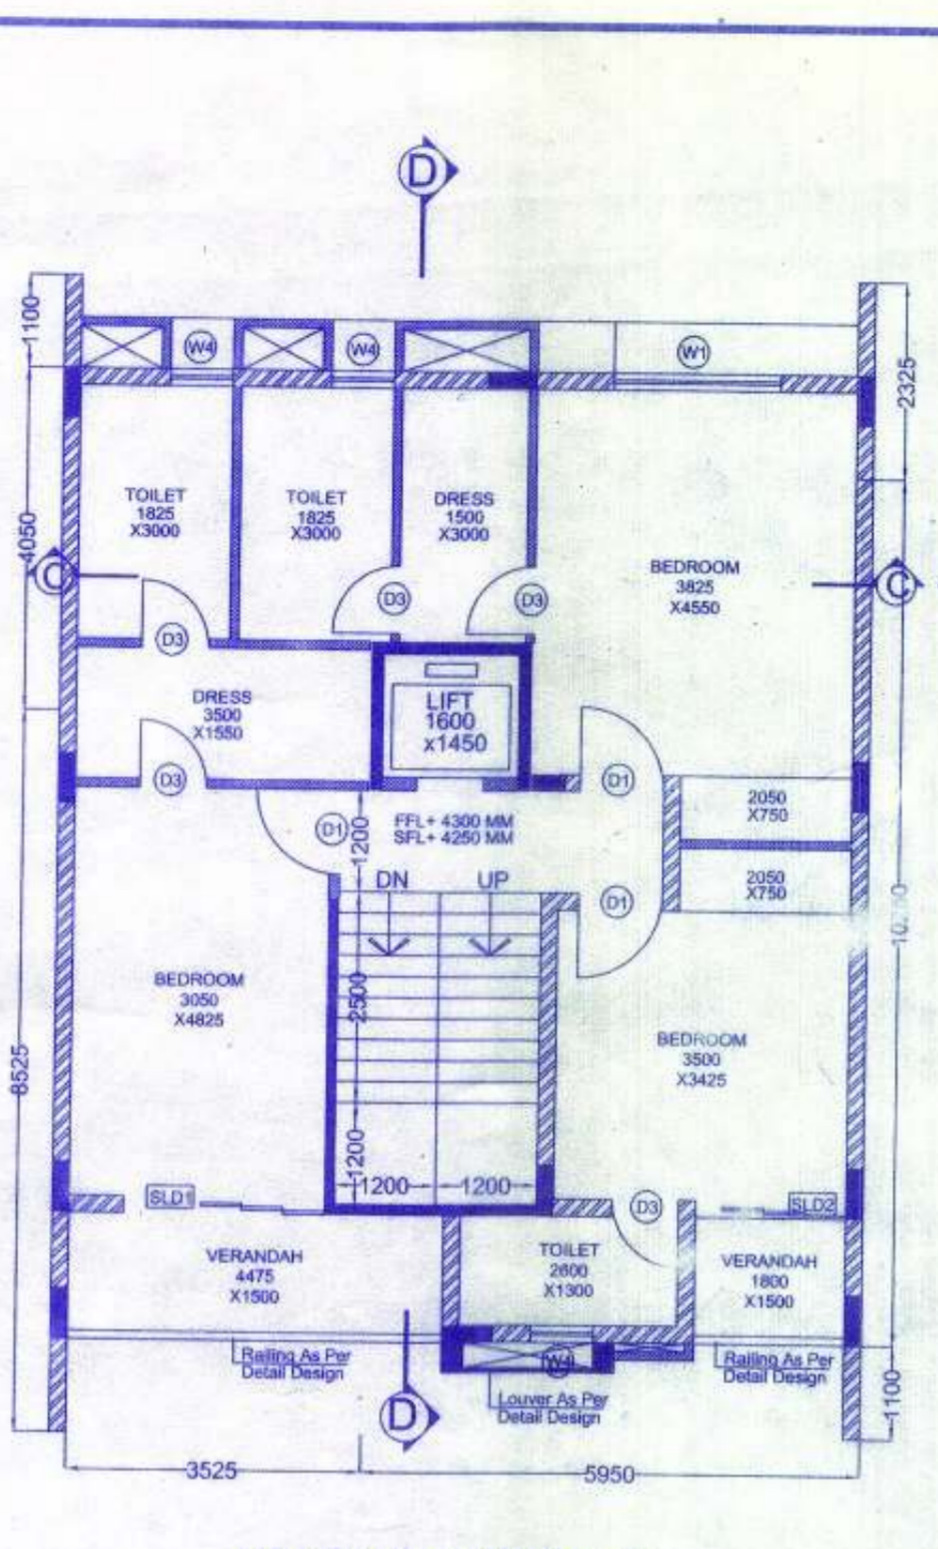 D
1100
W4
W4
W1
2325
4050
TOILET
1825
X3000
TOILET
1825
X3000
DRESS
1500
X3000
BEDROOM
3825
X4550
C
C
D3
D3
D3
DRESS
3500
X1550
LIFT
1600
x1450
D3
D1
D1
1200
FFL+ 4300 MM
SFL+ 4250 MM
2050
X750
DN
UP
2050
X750
D1
BEDROOM
3050
X4825
2500
BEDROOM
3500
X3425
8525
1200
1200
1200
SLD1
D3
SLD2
VERANDAH
4475
X1500
TOILET
2600
X1300
VERANDAH
1800
X1500
Railing As Per
Detail Design
W4
Railing As Per
Detail Design
Louver As Per
Detail Design
D
1100
3525
5950